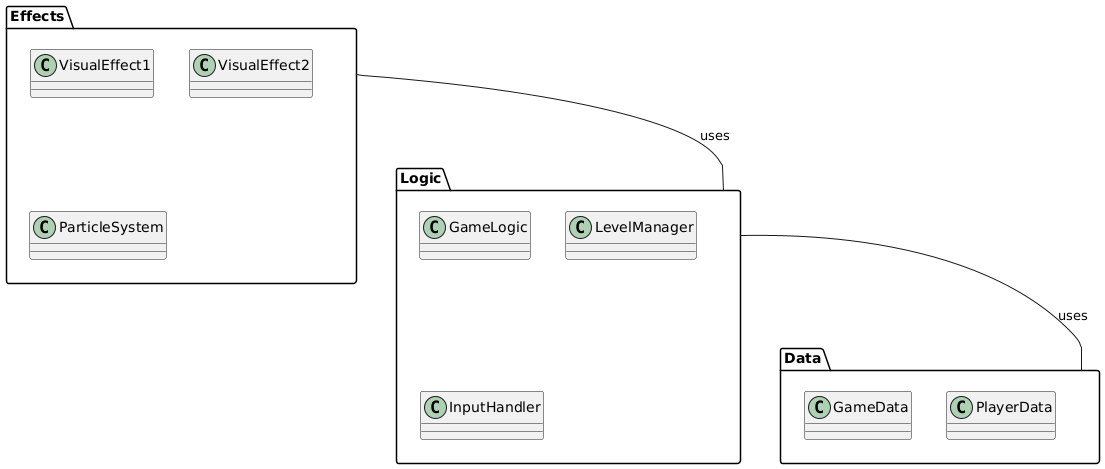 Effects
C VisualEffect1
C VisualEffect2
uses
Logic
C ParticleSystem
C GameLogic
C LevelManager
uses
Data
C InputHandler
C GameData
C PlayerData